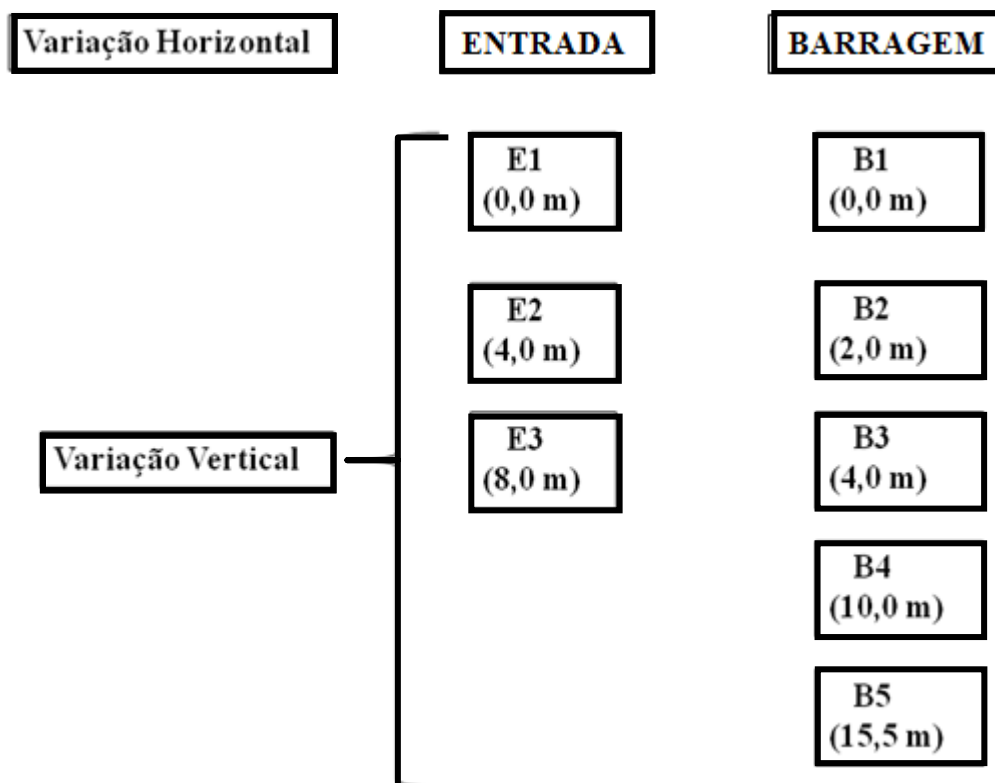 Variação Horizontal
ENTRADA
BARRAGEM
E1
(0,0 m)
B1
(0,0 m)
E2
(4,0 m)
B2
(2,0 m)
Variação Vertical
E3
(8,0 m)
B3
(4,0 m)
B4
(10,0 m)
B5
(15,5 m)